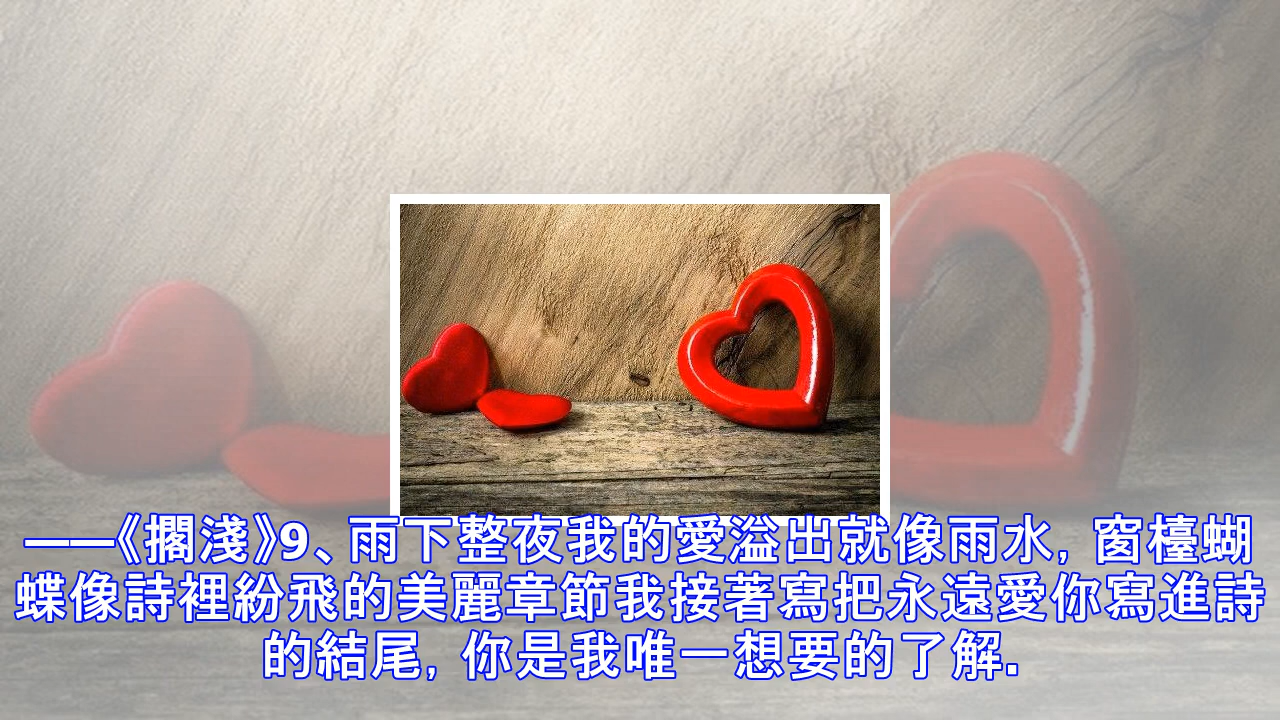 ——《擱淺》9、雨下整夜我的愛溢出就像雨水, 窗檯蝴
蝶像詩裡紛飛的美麗章節我接著寫把永遠愛你寫進詩
的結尾, 你是我唯一想要的了解.